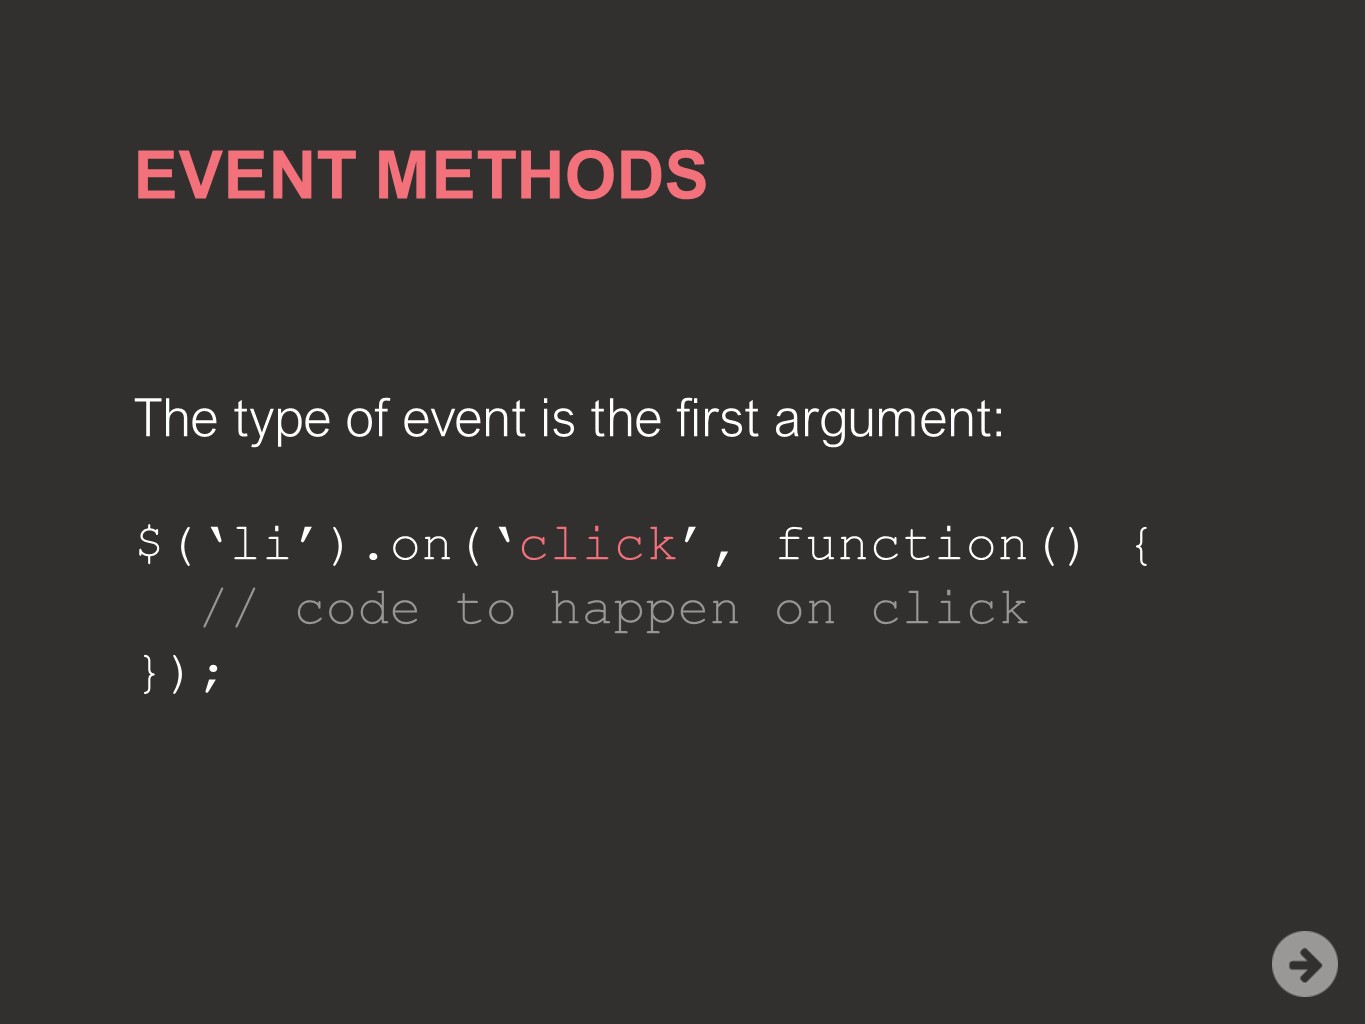 EVENT METHODS
The type of event is the first argument:
$(‘li’).on(‘click’, function() {
  // code to happen on click
});